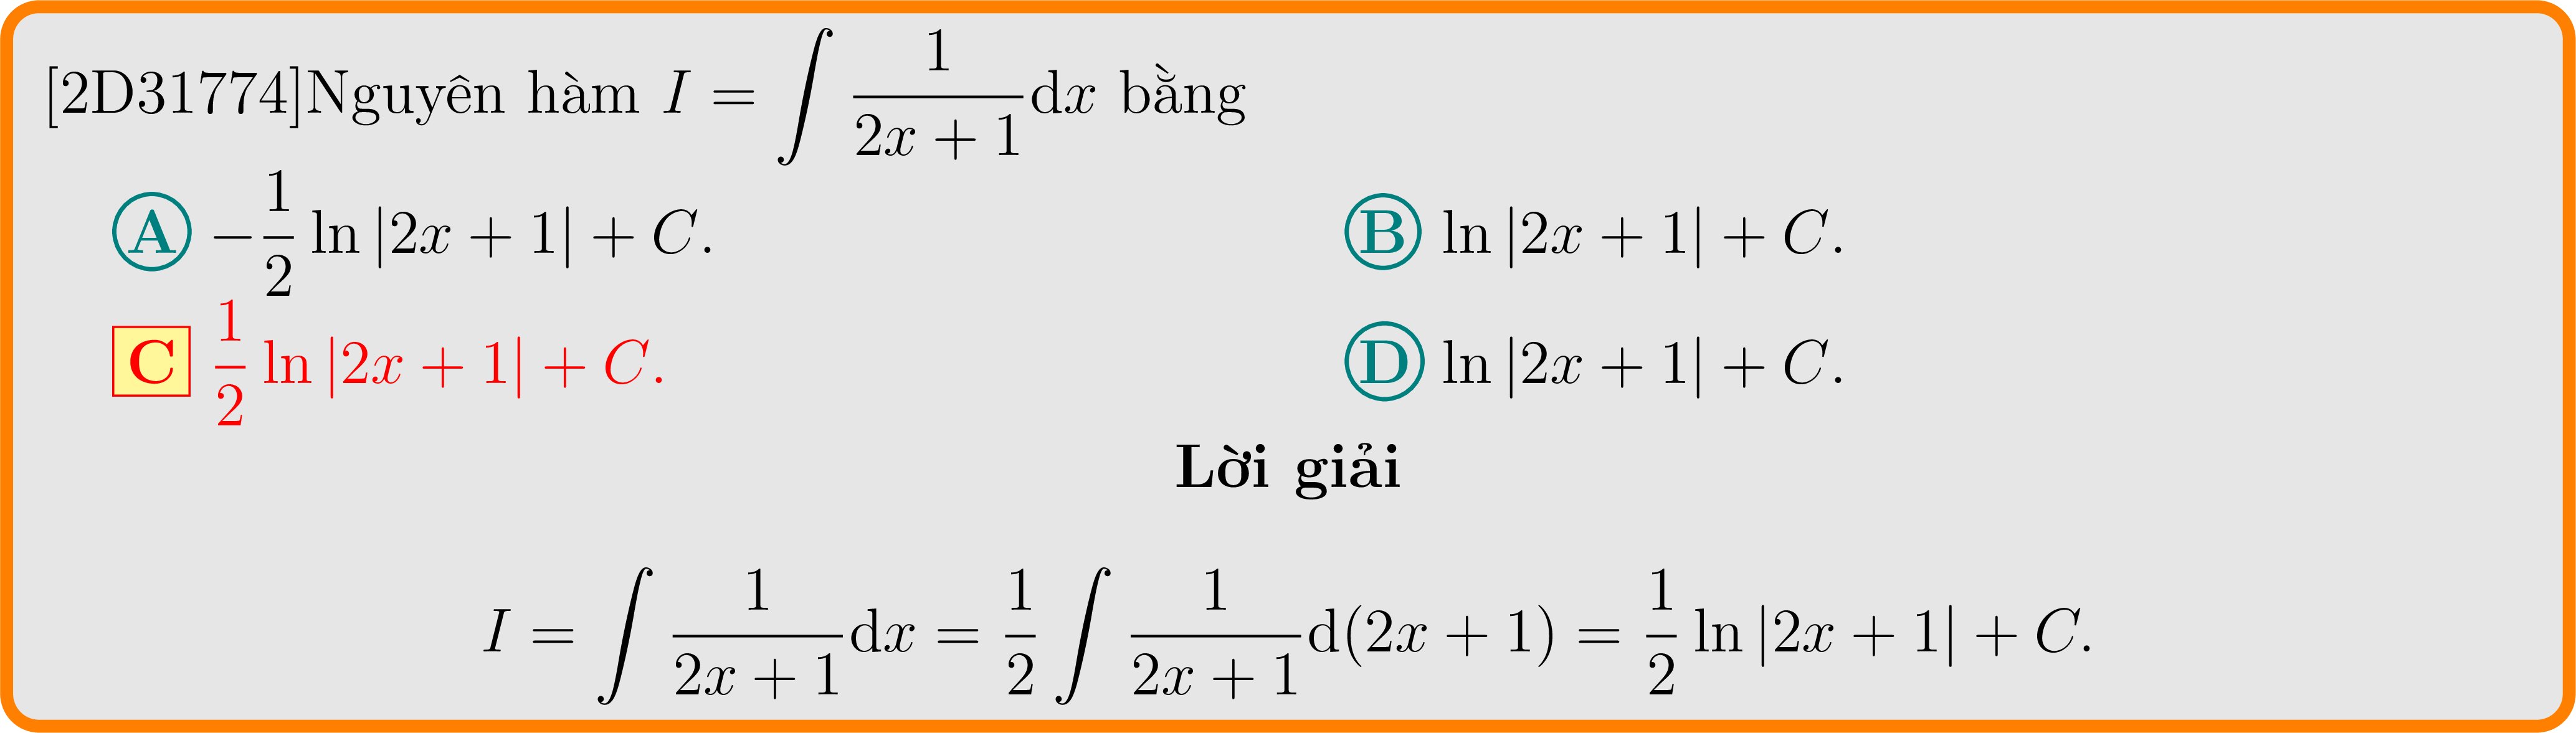 [2D31774]Nguyên hàm $I = \int \frac{1}{2x+1} \mathrm{d}x$ bằng
A $-\frac{1}{2} \ln |2x+1| + C.$ B $\ln |2x+1| + C.$
C $\frac{1}{2} \ln |2x+1| + C.$ D $\ln |2x+1| + C.$
Lời giải
$I = \int \frac{1}{2x+1} \mathrm{d}x = \frac{1}{2} \int \frac{1}{2x+1} \mathrm{d}(2x+1) = \frac{1}{2} \ln |2x+1| + C.$